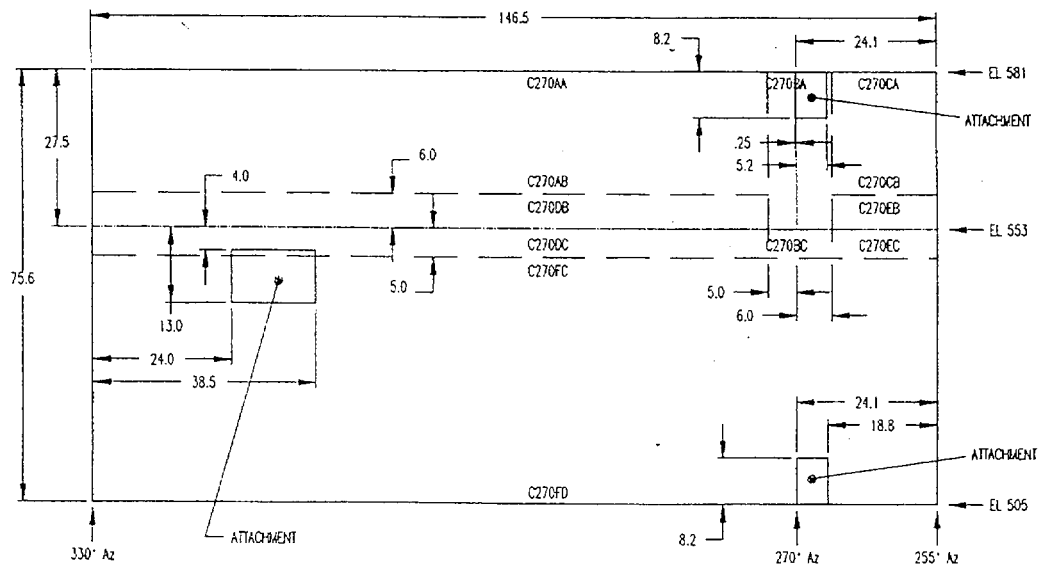 146.5
8.2
24.1
C270AA
C270BA
C270CA
EL 581
ATTACHMENT
27.5
.25
5.2
6.0
4.0
C270AB
C270CB
C270DB
C270EB
EL 553
C270DC
C270BC
C270EC
C270FC
75.6
5.0
5.0
13.0
6.0
24.0
38.5
24.1
18.8
ATTACHMENT
C270FD
EL 505
ATTACHMENT
8.2
330° Az
270° Az
255° Az